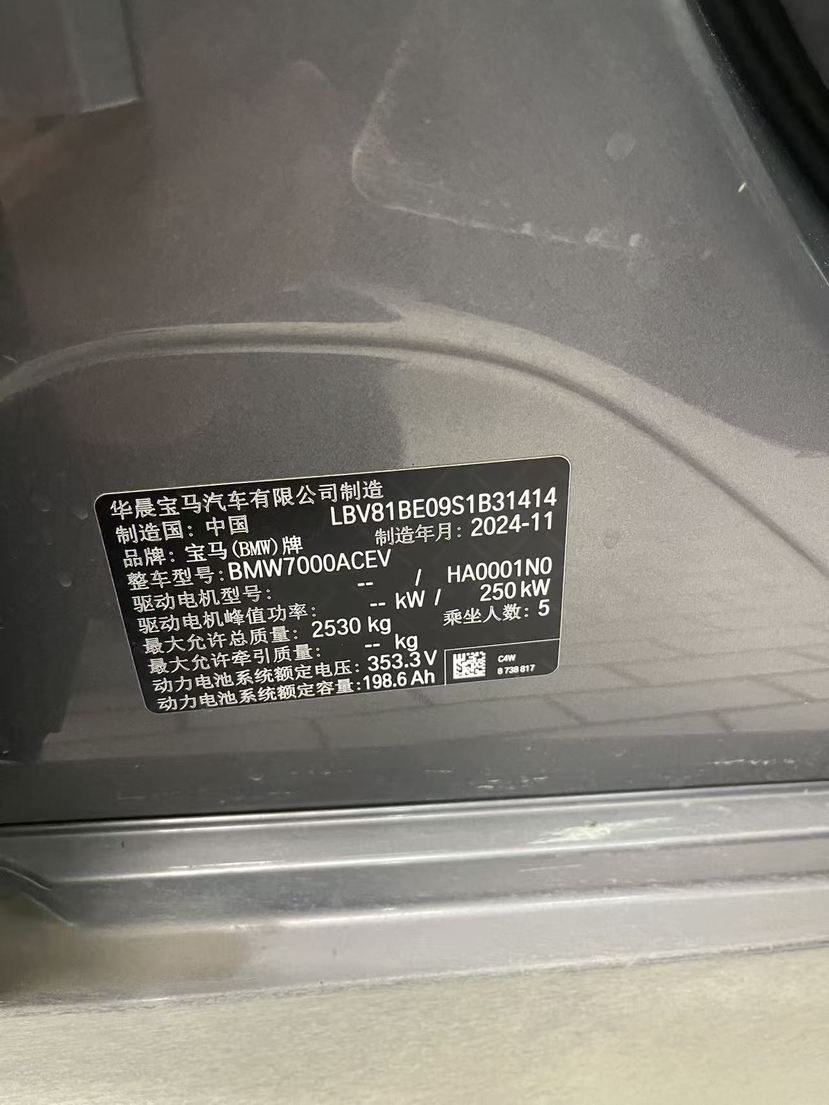 华晨宝马汽车有限公司制造
制造国：中国 LBV81BE09S1B31414
品牌：宝马(BMW)牌 制造年月：2024-11
整车型号：BMW7000ACEV
驱动电机型号： -- / HA0001N0
驱动电机峰值功率： -- kW / 250 kW
最大允许总质量： 2530 kg 乘坐人数：5
最大允许牵引质量： -- kg
动力电池系统额定电压：353.3 V
动力电池系统额定容量：198.6 Ah
C4W
8 738 817